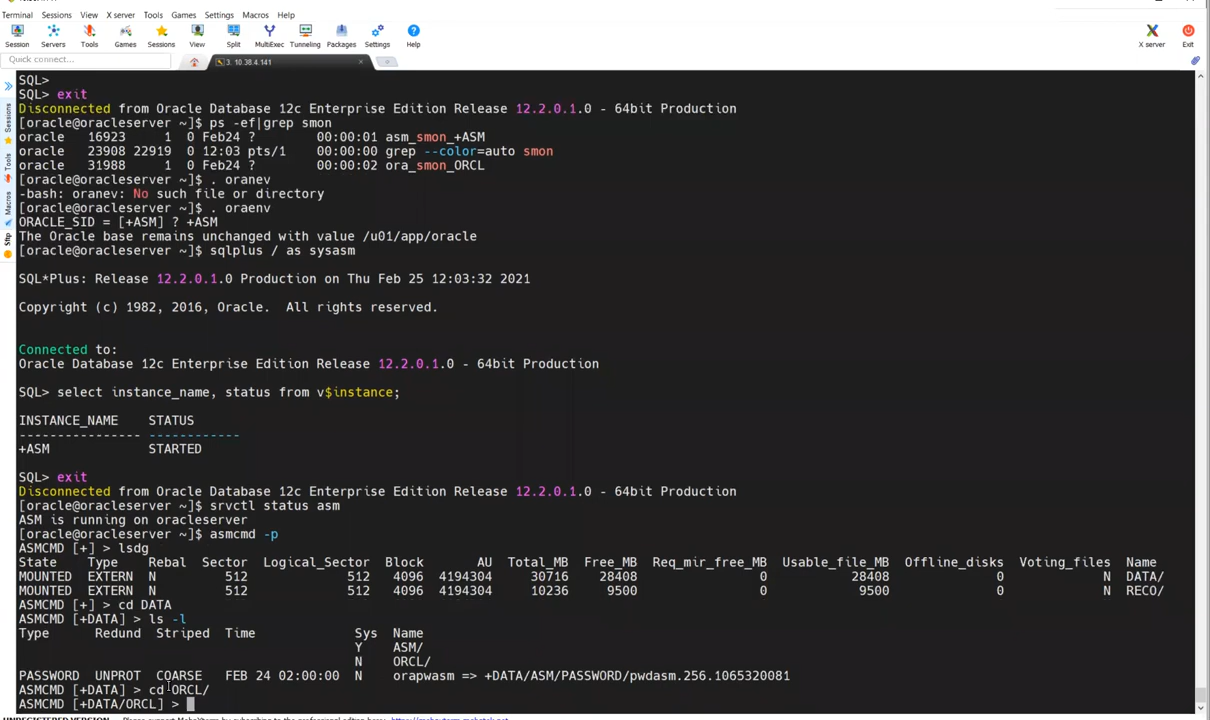 Terminal Sessions View X server Tools Games Settings Macros Help
Session Servers Tools Games Sessions View Split MultiExec Tunneling Packages Settings Help X server Exit
Quick connect...
3. 10.38.4.141
Sessions
Tools
Macros
Sftp
SQL>
SQL> exit
Disconnected from Oracle Database 12c Enterprise Edition Release 12.2.0.1.0 - 64bit Production
[oracle@oracleserver ~]$ ps -ef|grep smon
oracle 16923 1 0 Feb24 ? 00:00:01 asm_smon_+ASM
oracle 23908 22919 0 12:03 pts/1 00:00:00 grep --color=auto smon
oracle 31988 1 0 Feb24 ? 00:00:02 ora_smon_ORCL
[oracle@oracleserver ~]$ . oranev
-bash: oranev: No such file or directory
[oracle@oracleserver ~]$ . oraenv
ORACLE_SID = [+ASM] ? +ASM
The Oracle base remains unchanged with value /u01/app/oracle
[oracle@oracleserver ~]$ sqlplus / as sysasm
SQL*Plus: Release 12.2.0.1.0 Production on Thu Feb 25 12:03:32 2021
Copyright (c) 1982, 2016, Oracle. All rights reserved.
Connected to:
Oracle Database 12c Enterprise Edition Release 12.2.0.1.0 - 64bit Production
SQL> select instance_name, status from v$instance;
INSTANCE_NAME STATUS
---------------- ------------
+ASM STARTED
SQL> exit
Disconnected from Oracle Database 12c Enterprise Edition Release 12.2.0.1.0 - 64bit Production
[oracle@oracleserver ~]$ srvctl status asm
ASM is running on oracleserver
[oracle@oracleserver ~]$ asmcmd -p
ASMCMD [+] > lsdg
State Type Rebal Sector Logical_Sector Block AU Total_MB Free_MB Req_mir_free_MB Usable_file_MB Offline_disks Voting_files Name
MOUNTED EXTERN N 512 512 4096 4194304 30716 28408 0 28408 0 N DATA/
MOUNTED EXTERN N 512 512 4096 4194304 10236 9500 0 9500 0 N RECO/
ASMCMD [+] > cd DATA
ASMCMD [+DATA] > ls -l
Type Redund Striped Time Sys Name
Y ASM/
N ORCL/
PASSWORD UNPROT COARSE FEB 24 02:00:00 N orapwasm => +DATA/ASM/PASSWORD/pwdasm.256.1065320081
ASMCMD [+DATA] > cd ORCL/
ASMCMD [+DATA/ORCL] >